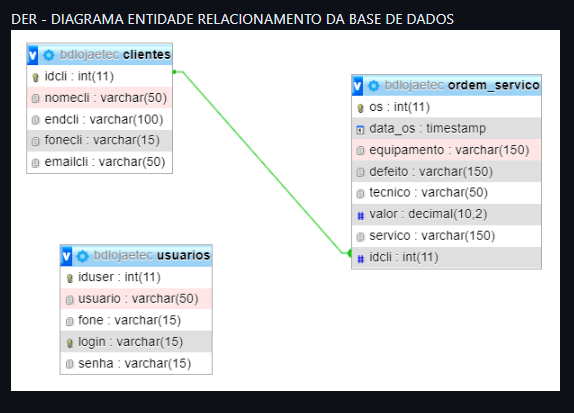 DER - DIAGRAMA ENTIDADE RELACIONAMENTO DA BASE DE DADOS
v bdlojaetec clientes
idcli : int(11)
nomecli : varchar(50)
endcli : varchar(100)
fonecli : varchar(15)
emailcli : varchar(50)
v bdlojaetec ordem_servico
os : int(11)
data_os : timestamp
equipamento : varchar(150)
defeito : varchar(150)
tecnico : varchar(50)
# valor : decimal(10,2)
servico : varchar(150)
# idcli : int(11)
v bdlojaetec usuarios
iduser : int(11)
usuario : varchar(50)
fone : varchar(15)
login : varchar(15)
senha : varchar(15)